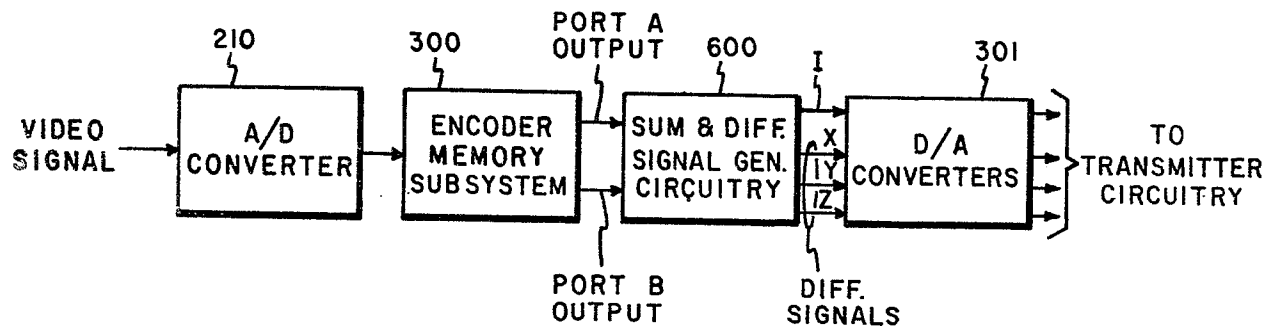 210
300
PORT A
OUTPUT
600
I
301
VIDEO
SIGNAL
A/D
CONVERTER
ENCODER
MEMORY
SUBSYSTEM
SUM & DIFF.
SIGNAL GEN.
CIRCUITRY
X
IY
IZ
D/A
CONVERTERS
TO
TRANSMITTER
CIRCUITRY
PORT B
OUTPUT
DIFF.
SIGNALS